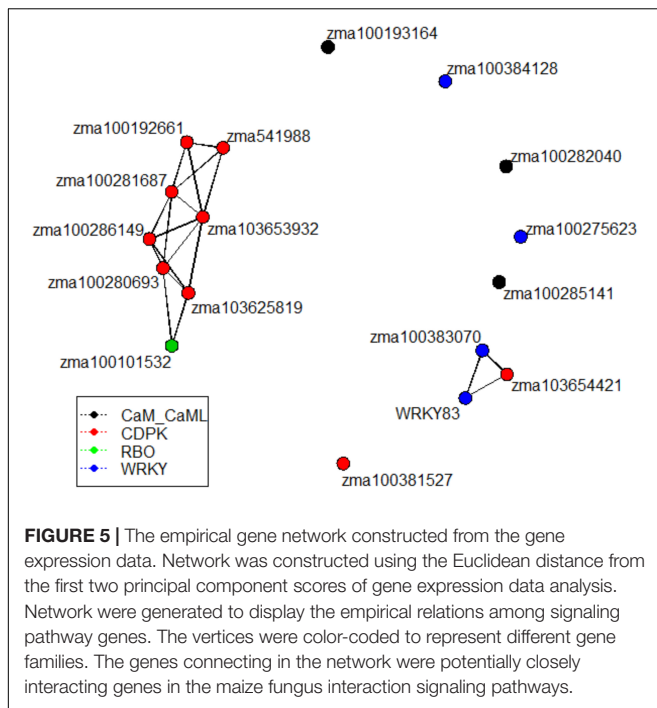 zma100193164
zma100384128
zma100192661
zma541988
zma100282040
zma100281687
zma100286149
zma103653932
zma100275623
zma100280693
zma100285141
zma103625819
zma100383070
zma100101532
zma103654421
WRKY83
CaM_CaML
CDPK
RBO
WRKY
zma100381527
FIGURE 5 | The empirical gene network constructed from the gene
expression data. Network was constructed using the Euclidean distance from
the first two principal component scores of gene expression data analysis.
Network were generated to display the empirical relations among signaling
pathway genes. The vertices were color-coded to represent different gene
families. The genes connecting in the network were potentially closely
interacting genes in the maize fungus interaction signaling pathways.